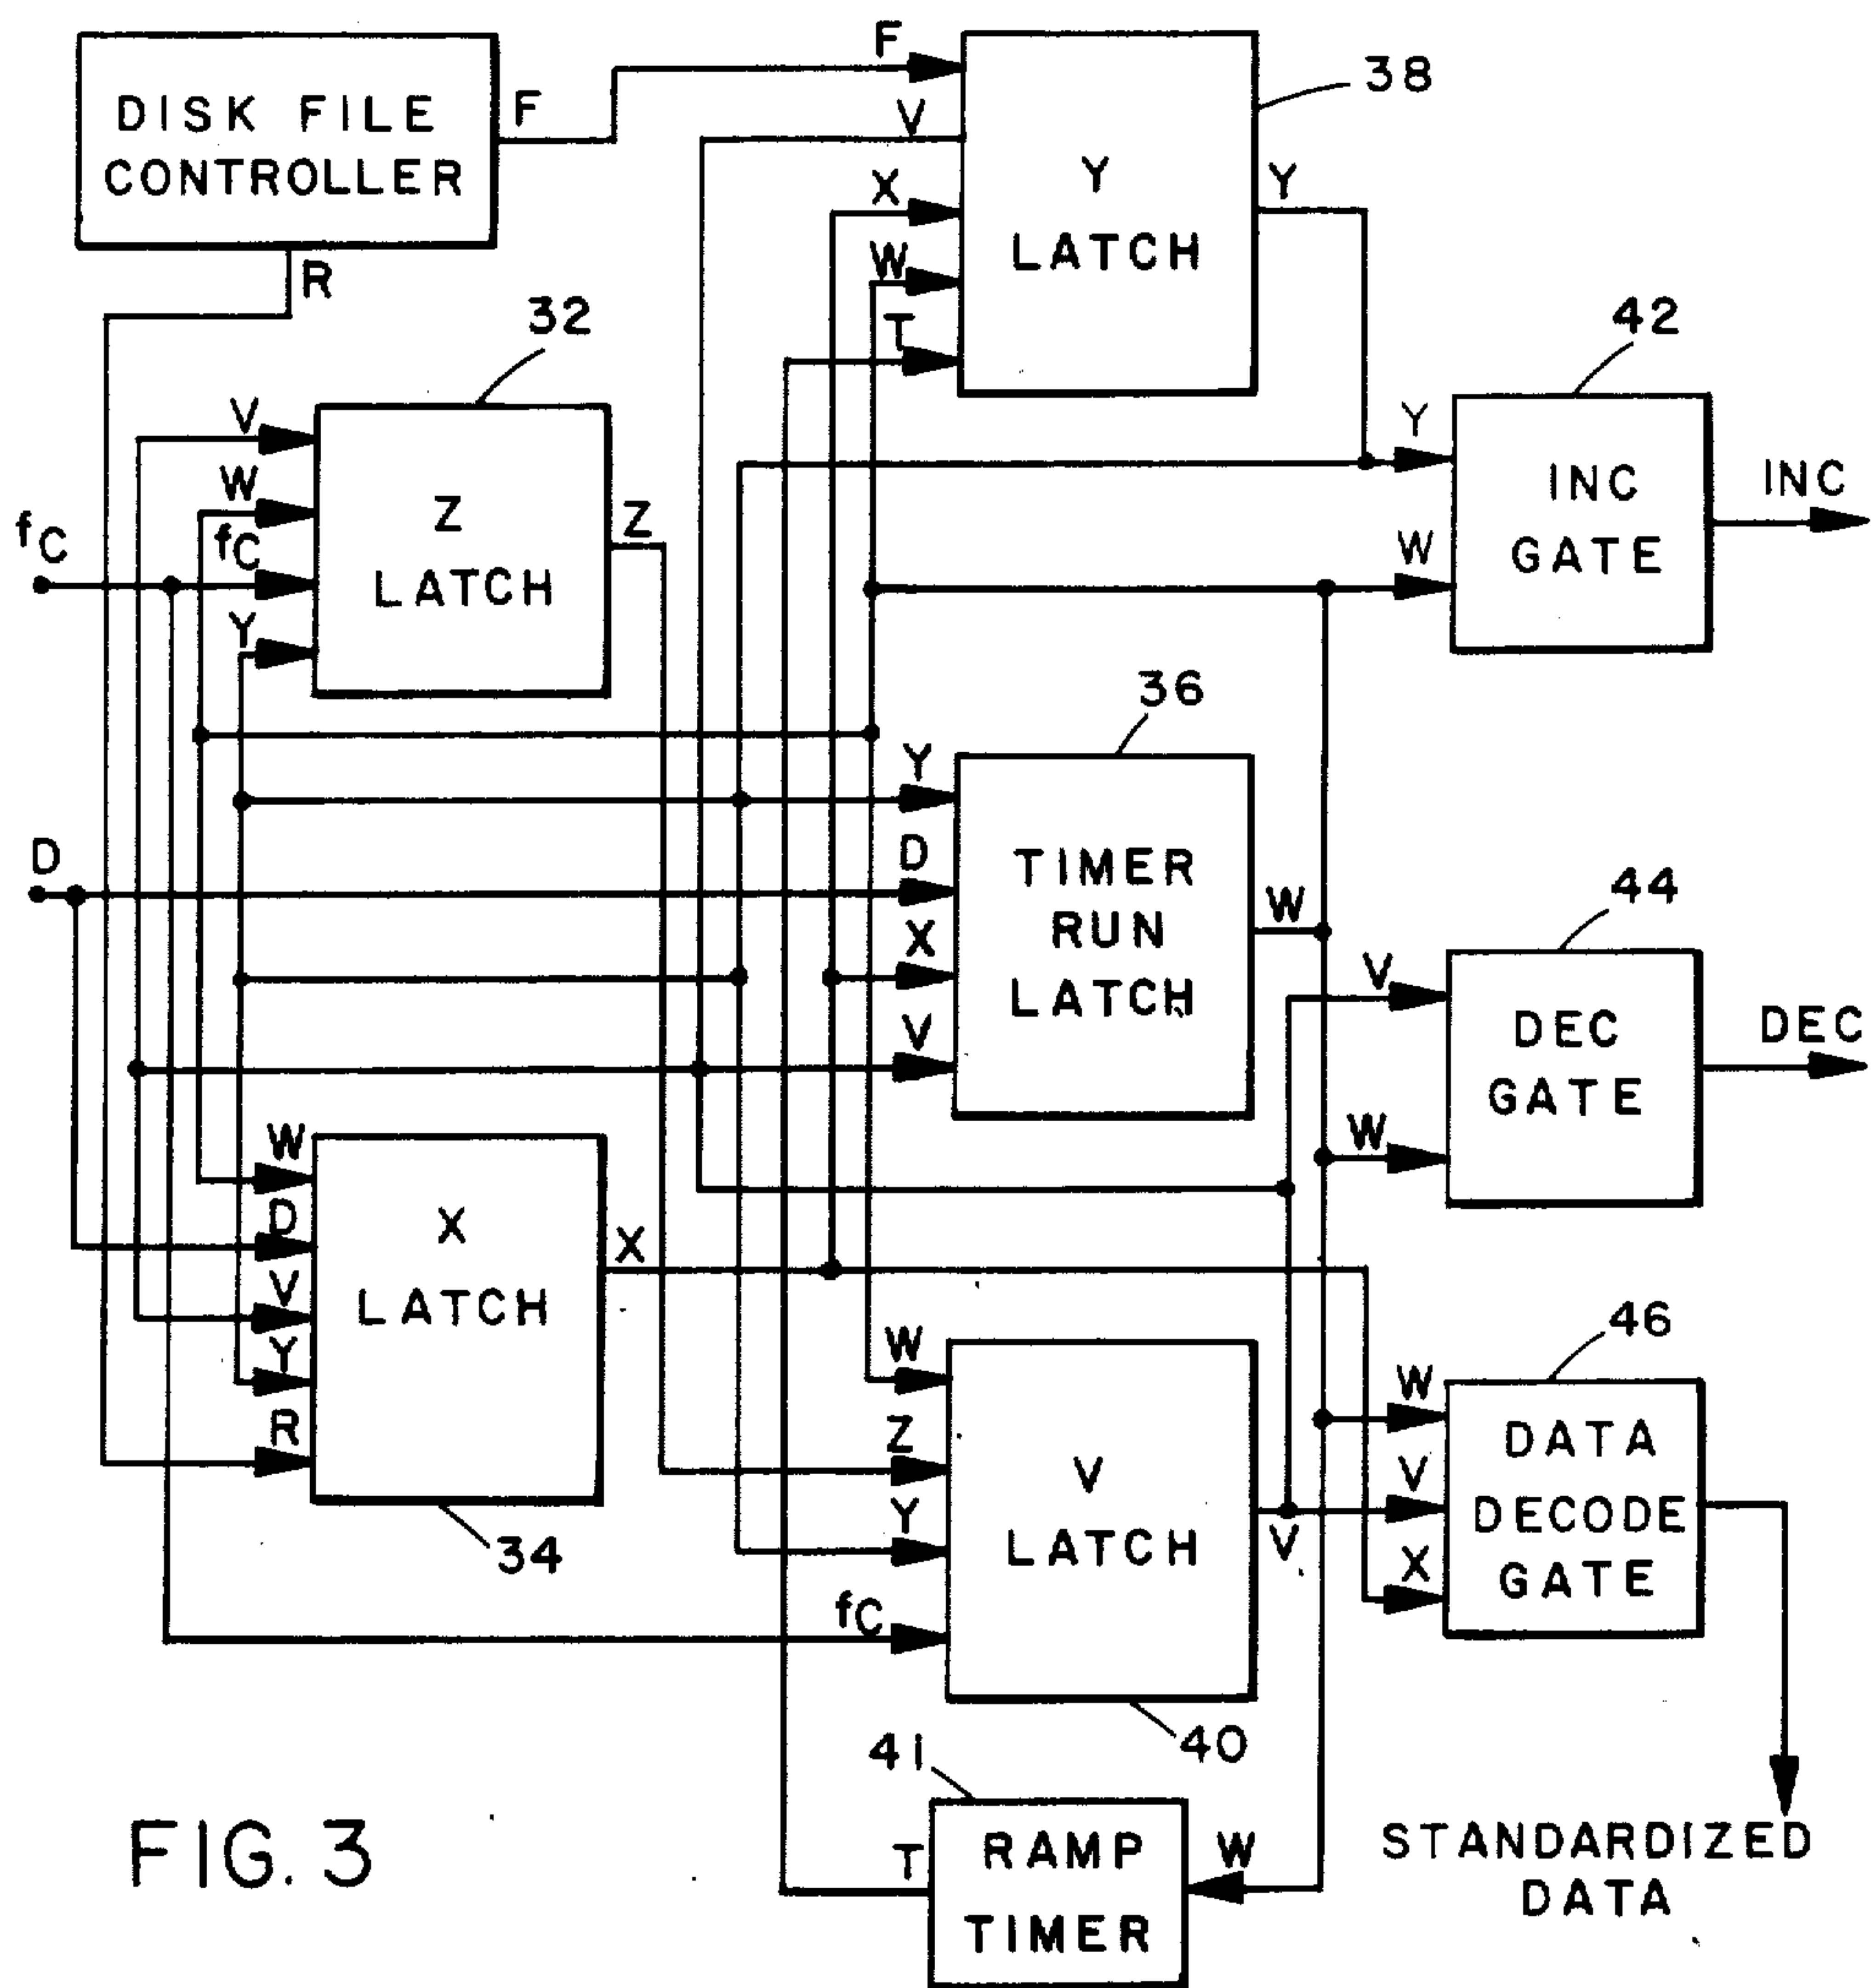 DISK FILE
CONTROLLER
F
R
F
V
X
W
T
Y
LATCH
38
Y
32
V
W
fC
Y
fC
Z
LATCH
Z
42
Y
W
INC
GATE
INC
36
Y
D
X
V
D
TIMER
RUN
LATCH
W
44
V
W
DEC
GATE
DEC
W
D
V
Y
R
X
LATCH
X
34
W
Z
Y
fC
V
LATCH
V
40
46
W
V
X
DATA
DECODE
GATE
STANDARDIZED
DATA
41
T
RAMP
TIMER
W
FIG. 3